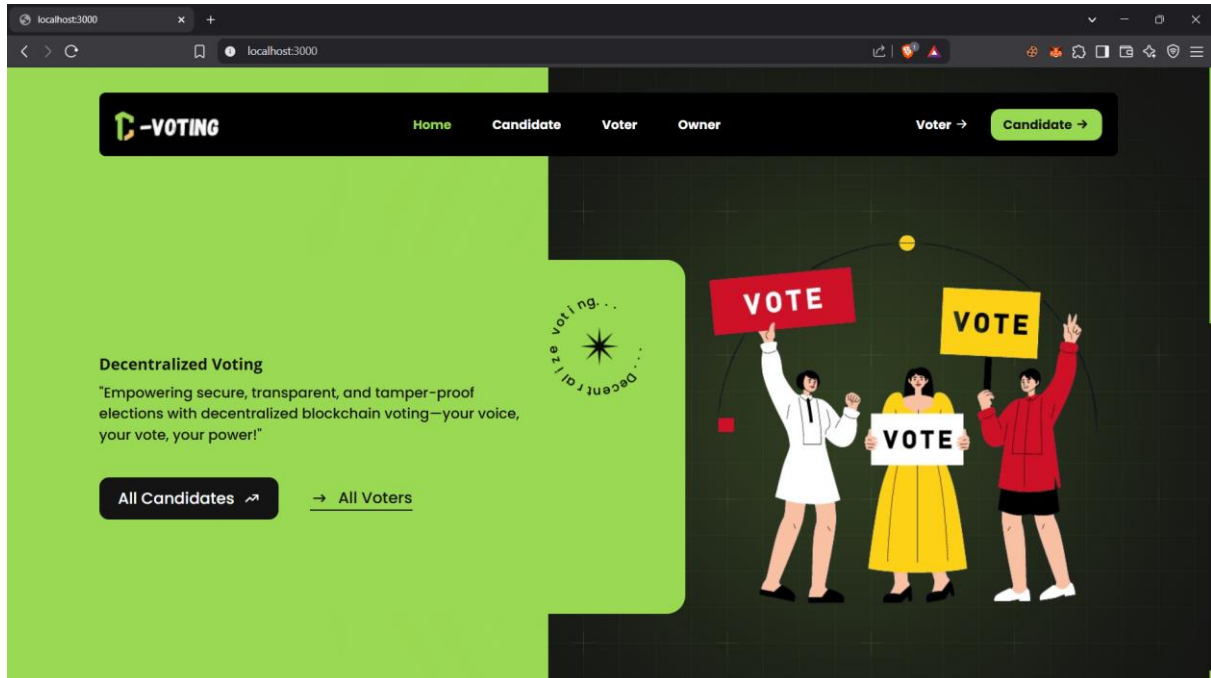 localhost:3000
localhost:3000
-VOTING
Home
Candidate
Voter
Owner
Voter →
Candidate →
Decentralize voting. . .
. . .
Decentralized Voting
"Empowering secure, transparent, and tamper-proof
elections with decentralized blockchain voting—your voice,
your vote, your power!"
All Candidates
→ All Voters
VOTE
VOTE
VOTE